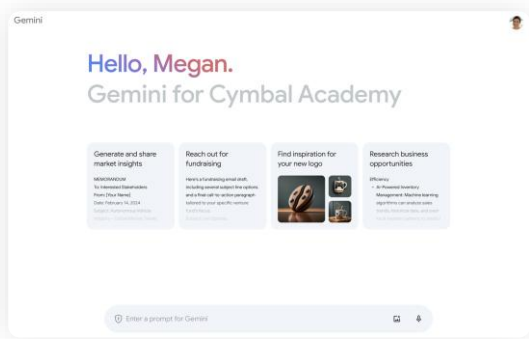 Gemini
Hello, Megan.
Gemini for Cymbal Academy
Generate and share
market insights
MEMORANDUM
To: Interested Stakeholders
From: [Your Name]
Date: February 14, 2024
Reach out for
fundraising
Here's a fundraising email draft,
including several subject line options
and a final call-to-action paragraph
tailored to your specific venture
Find inspiration for
your new logo
Research business
opportunities
Efficiency
• AI-Powered Inventory
Management: Machine learning
algorithms can analyze sales
Enter a prompt for Gemini